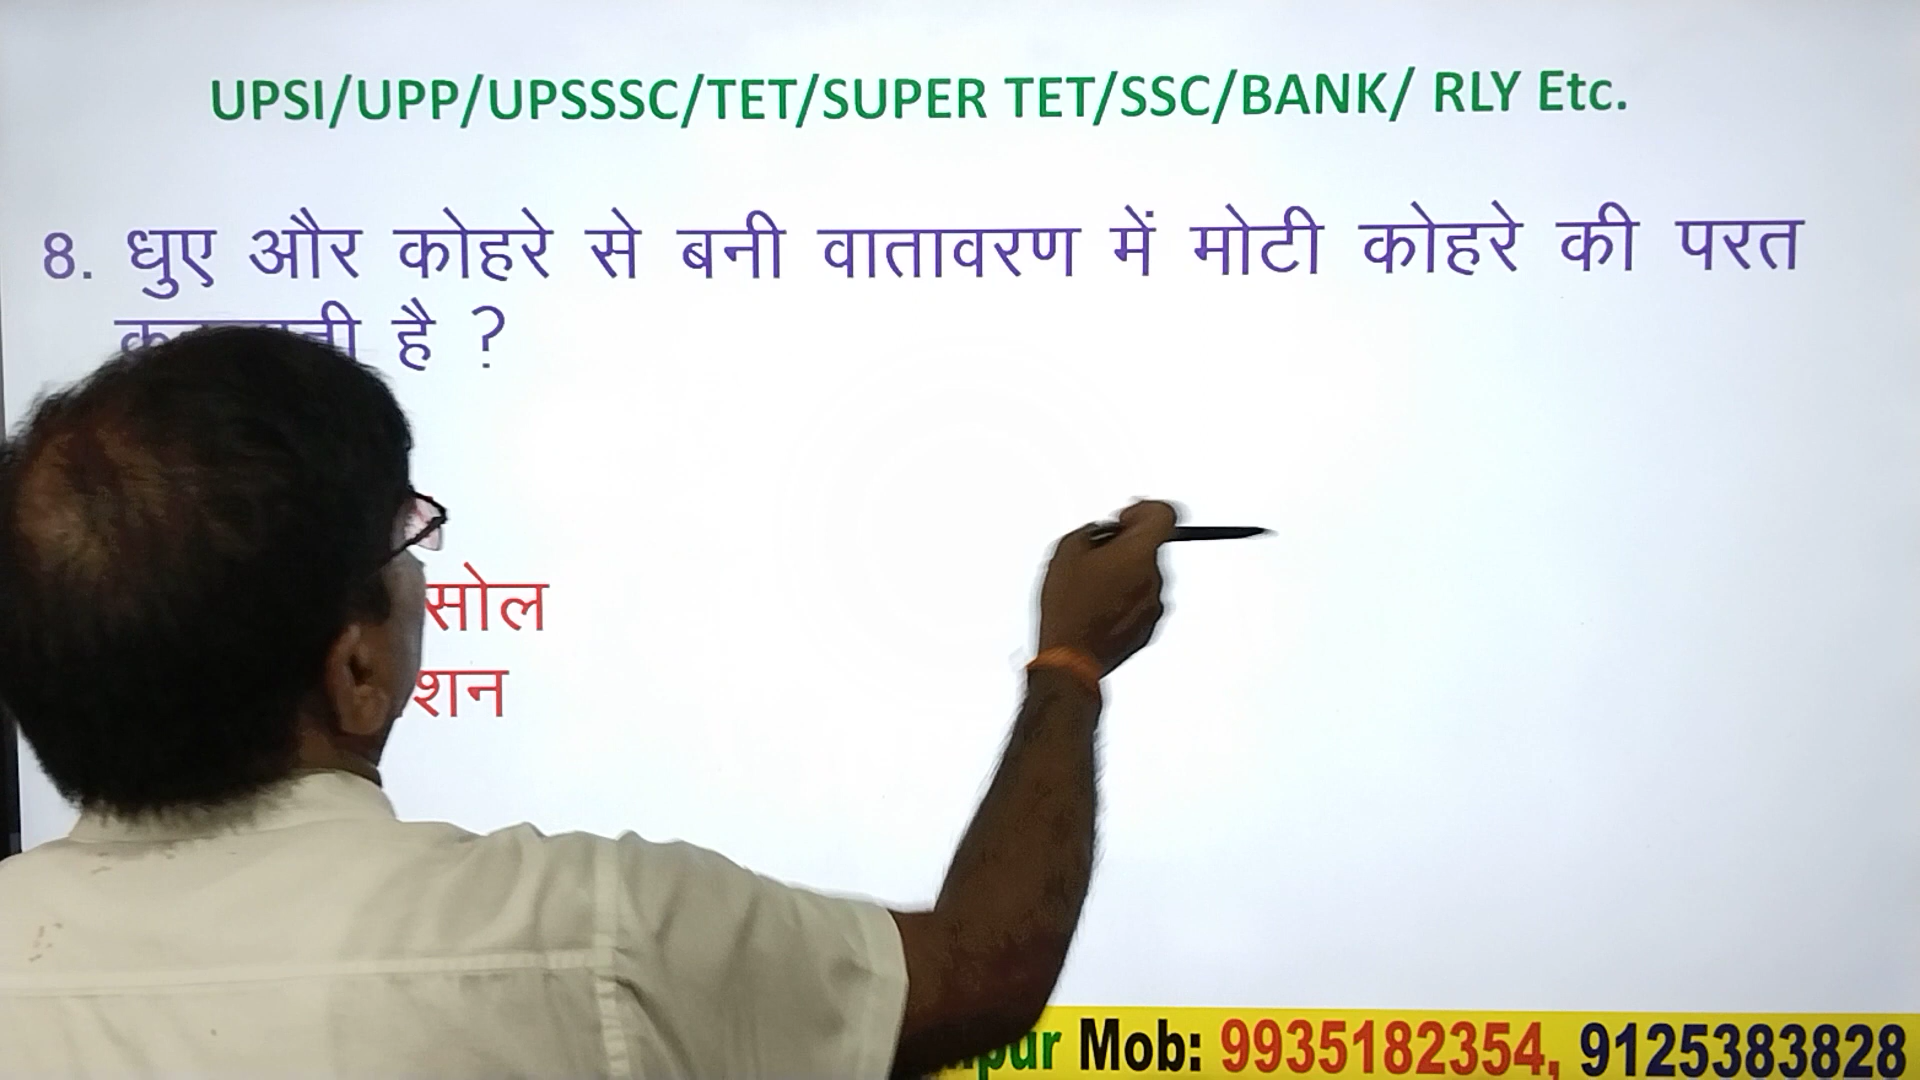 UPSI/UPP/UPSSSC/TET/SUPER TET/SSC/BANK/ RLY Etc.
8. धुए और कोहरे से बनी वातावरण में मोटी कोहरे की परत
है ?
सोल
शन
Mob: 9935182354, 9125383828